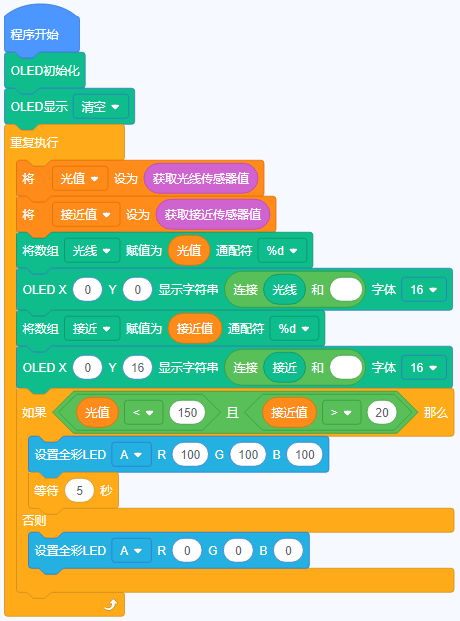 程序开始
OLED初始化
OLED显示 清空
重复执行
将 光值 设为 获取光线传感器值
将 接近值 设为 获取接近传感器值
将数组 光线 赋值为 光值 通配符 %d
OLED X 0 Y 0 显示字符串 连接 光线 和 字体 16
将数组 接近 赋值为 接近值 通配符 %d
OLED X 0 Y 16 显示字符串 连接 接近 和 字体 16
如果 光值 < 150 且 接近值 > 20 那么
设置全彩LED A R 100 G 100 B 100
等待 5 秒
否则
设置全彩LED A R 0 G 0 B 0